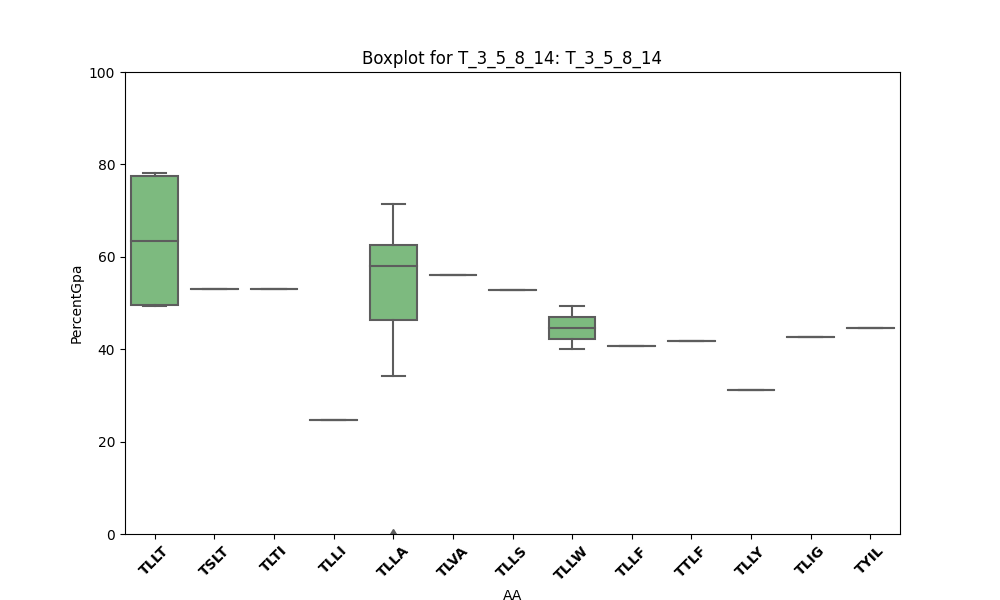 Boxplot for T_3_5_8_14: T_3_5_8_14
PercentGpa
100
80
60
40
20
0
TLLT TSLT TLTI TLLI TLLA TLVA TLLS TLLW TLLF TTLF TLLY TLIG TYIL
AA